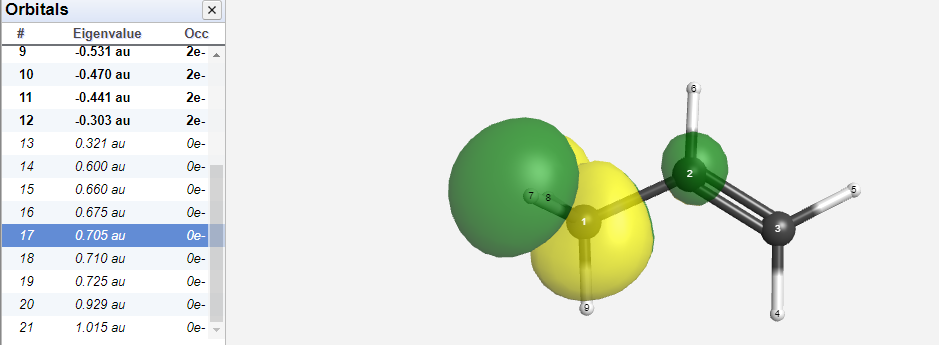 Orbitals
# Eigenvalue Occ
9 -0.531 au 2e-
10 -0.470 au 2e-
11 -0.441 au 2e-
12 -0.303 au 2e-
13 0.321 au 0e-
14 0.600 au 0e-
15 0.660 au 0e-
16 0.675 au 0e-
17 0.705 au 0e-
18 0.710 au 0e-
19 0.725 au 0e-
20 0.929 au 0e-
21 1.015 au 0e-
6
2
5
7 8
1
3
9
4